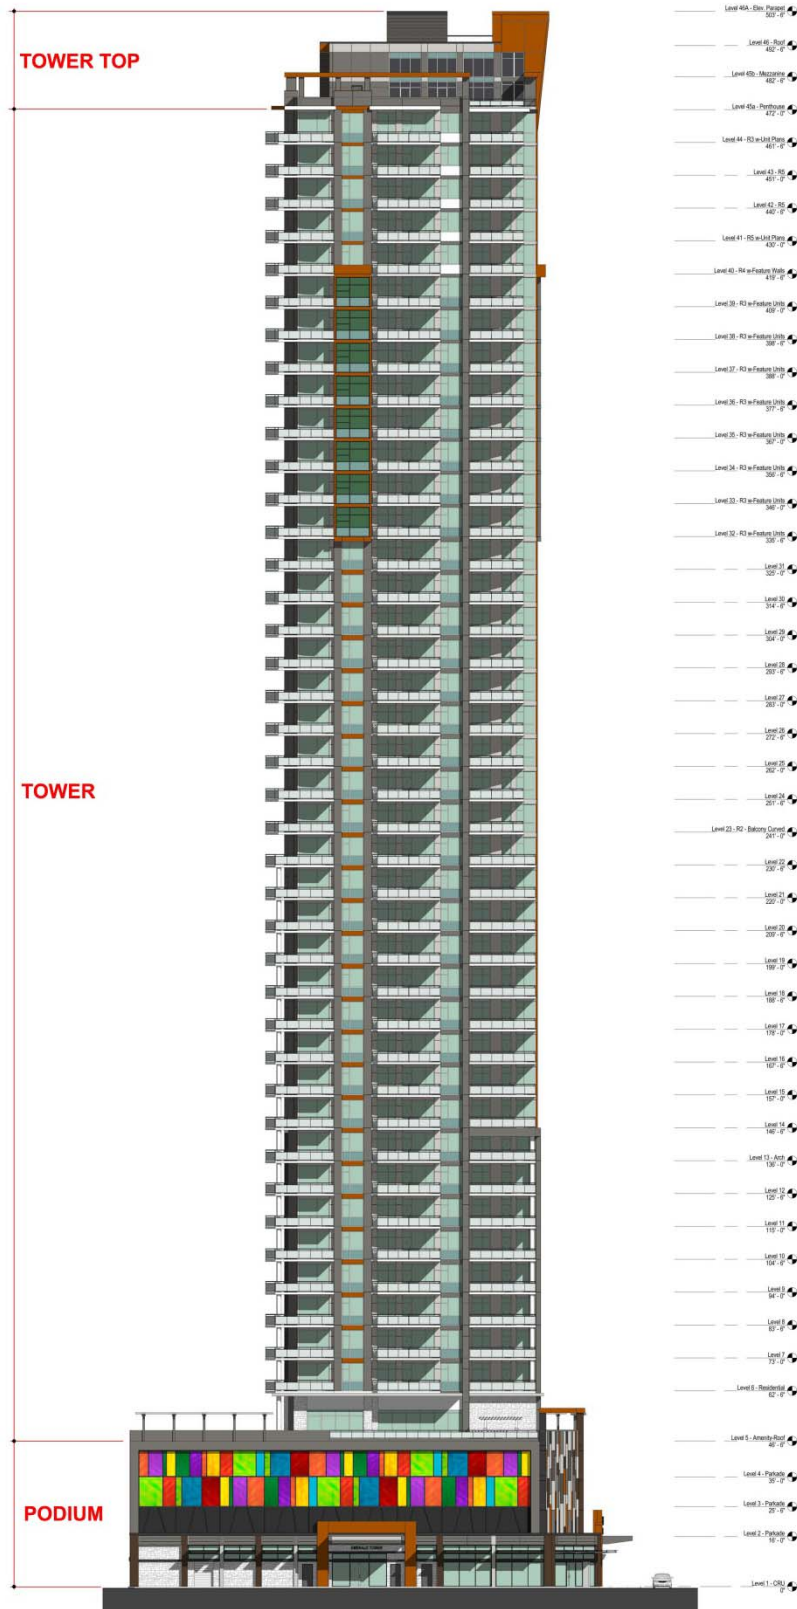 Level 46A - Elev. Parapet
503' - 6"
TOWER TOP
Level 46 - Roof
492' - 6"
Level 45b - Mezzanine
482' - 6"
Level 45a - Penthouse
472' - 0"
Level 44 - R3 w-Unit Plans
461' - 6"
Level 43 - R5
451' - 0"
Level 42 - R5
440' - 6"
Level 41 - R5 w-Unit Plans
430' - 0"
Level 40 - R4 w-Feature Walls
419' - 6"
Level 39 - R3 w-Feature Units
409' - 0"
Level 38 - R3 w-Feature Units
398' - 6"
Level 37 - R3 w-Feature Units
388' - 0"
Level 36 - R3 w-Feature Units
377' - 6"
Level 35 - R3 w-Feature Units
367' - 0"
Level 34 - R3 w-Feature Units
356' - 6"
Level 33 - R3 w-Feature Units
346' - 0"
Level 32 - R3 w-Feature Units
335' - 6"
Level 31
325' - 0"
Level 30
314' - 6"
Level 29
304' - 0"
Level 28
293' - 6"
Level 27
283' - 0"
Level 26
272' - 6"
Level 25
262' - 0"
TOWER
Level 24
251' - 6"
Level 23 - R2 - Balcony Curved
241' - 0"
Level 22
230' - 6"
Level 21
220' - 0"
Level 20
209' - 6"
Level 19
199' - 0"
Level 18
188' - 6"
Level 17
178' - 0"
Level 16
167' - 6"
Level 15
157' - 0"
Level 14
146' - 6"
Level 13 - Arch
136' - 0"
Level 12
125' - 6"
Level 11
115' - 0"
Level 10
104' - 6"
Level 9
94' - 0"
Level 8
83' - 6"
Level 7
73' - 0"
Level 6 - Residential
62' - 6"
Level 5 - Amenity-Roof
46' - 6"
Level 4 - Parkade
35' - 0"
PODIUM
Level 3 - Parkade
25' - 6"
Level 2 - Parkade
16' - 0"
EMERALD TOWER
Level 1 - CRU
0"